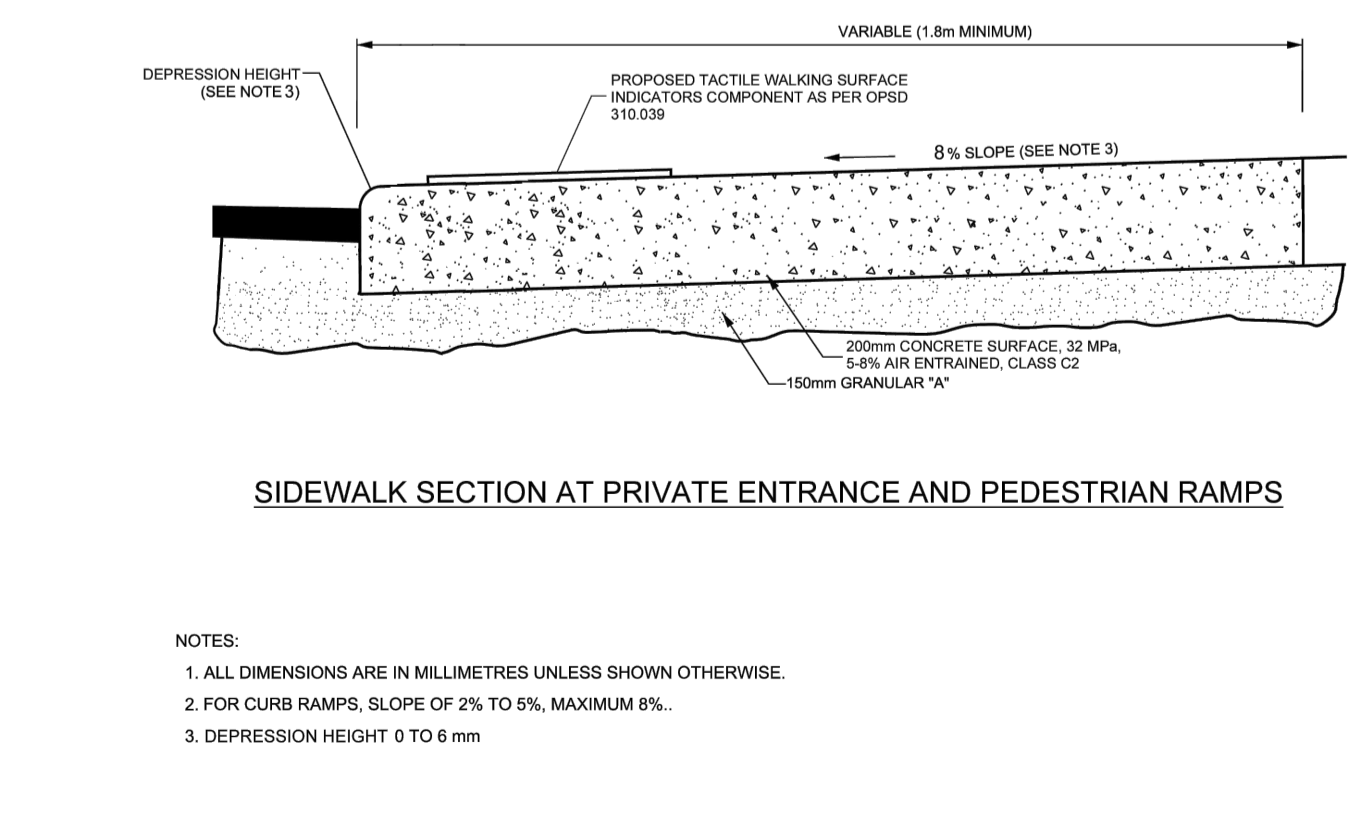 VARIABLE (1.8m MINIMUM)
DEPRESSION HEIGHT
(SEE NOTE 3)
PROPOSED TACTILE WALKING SURFACE
INDICATORS COMPONENT AS PER OPSD
310.039
8% SLOPE (SEE NOTE 3)
200mm CONCRETE SURFACE, 32 MPa,
5-8% AIR ENTRAINED, CLASS C2
150mm GRANULAR "A"
SIDEWALK SECTION AT PRIVATE ENTRANCE AND PEDESTRIAN RAMPS
NOTES:
1. ALL DIMENSIONS ARE IN MILLIMETRES UNLESS SHOWN OTHERWISE.
2. FOR CURB RAMPS, SLOPE OF 2% TO 5%, MAXIMUM 8%..
3. DEPRESSION HEIGHT 0 TO 6 mm